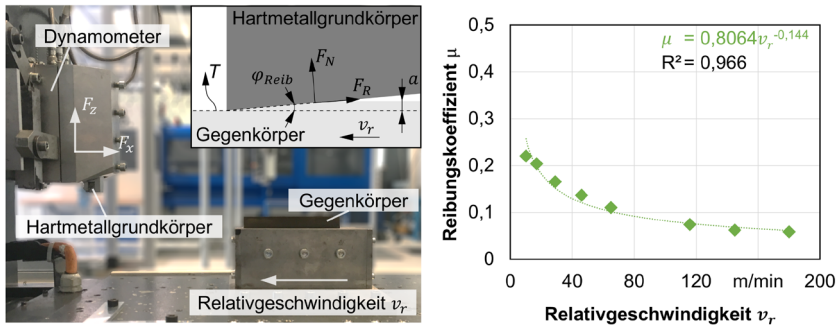 Dynamometer
F_z
F_x
Hartmetallgrundkörper
Hartmetallgrundkörper
F_N
φ_Reib
F_R
a
T
Gegenkörper
v_r
Gegenkörper
Relativgeschwindigkeit v_r
Reibungskoeffizient μ
0,5
0,4
0,3
0,2
0,1
0
μ = 0,8064v_r^-0,144
R² = 0,966
0 40 80 120 m/min 200
Relativgeschwindigkeit v_r